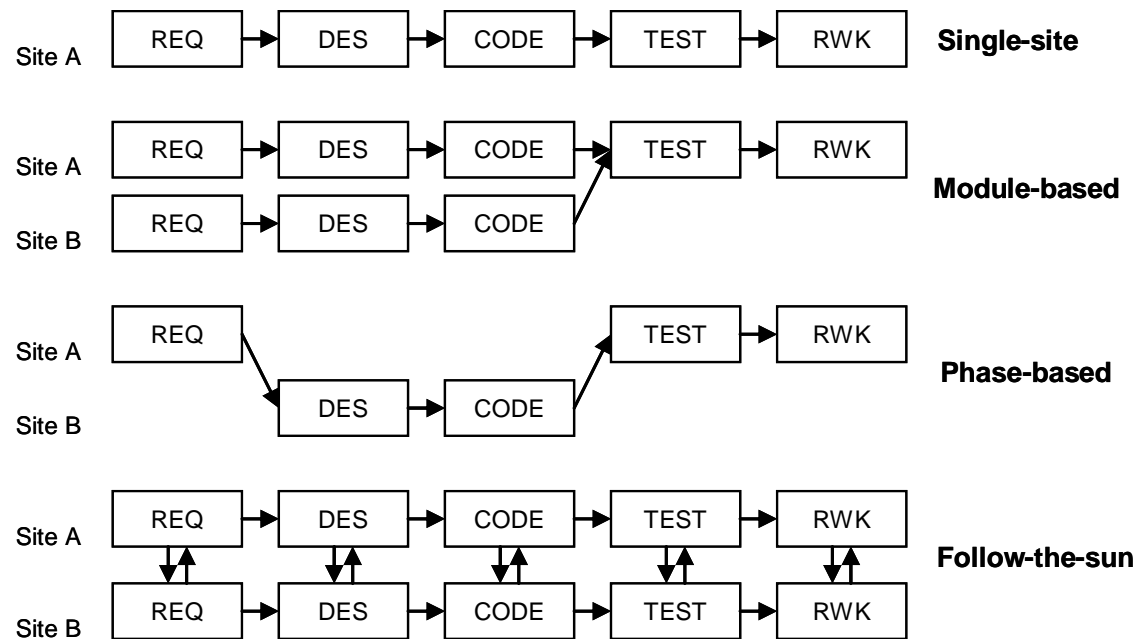 REQ DES CODE TEST RWK Single-site
Site A
REQ DES CODE TEST RWK
Site A
Module-based
REQ DES CODE
Site B
REQ TEST RWK
Site A
Phase-based
DES CODE
Site B
REQ DES CODE TEST RWK
Site A
Follow-the-sun
REQ DES CODE TEST RWK
Site B